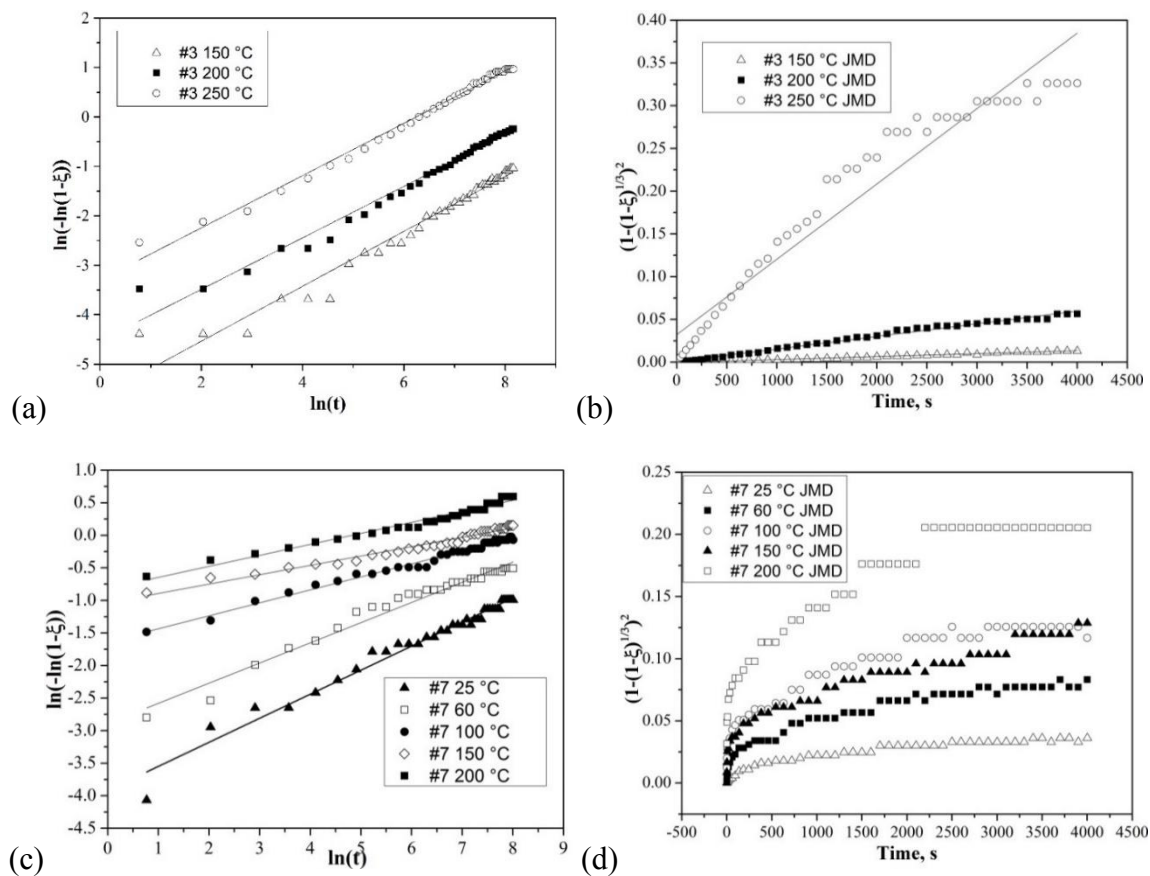 #3 150 °C
#3 200 °C
#3 250 °C
2
1
0
-1
-2
-3
-4
-5
0
2
4
6
8
ln(-ln(1-ξ))
ln(t)
(a)
#3 150 °C JMD
#3 200 °C JMD
#3 250 °C JMD
0.40
0.35
0.30
0.25
0.20
0.15
0.10
0.05
0.00
0
500
1000
1500
2000
2500
3000
3500
4000
4500
(1-(1-ξ)^1/3)^2
Time, s
(b)
1.0
0.5
0.0
-0.5
-1.0
-1.5
-2.0
-2.5
-3.0
-3.5
-4.0
-4.5
#7 25 °C
#7 60 °C
#7 100 °C
#7 150 °C
#7 200 °C
0
1
2
3
4
5
6
7
8
9
ln(-ln(1-ξ))
ln(t)
(c)
#7 25 °C JMD
#7 60 °C JMD
#7 100 °C JMD
#7 150 °C JMD
#7 200 °C JMD
0.25
0.20
0.15
0.10
0.05
0.00
-500
0
500
1000
1500
2000
2500
3000
3500
4000
4500
(1-(1-ξ)^1/3)^2
Time, s
(d)